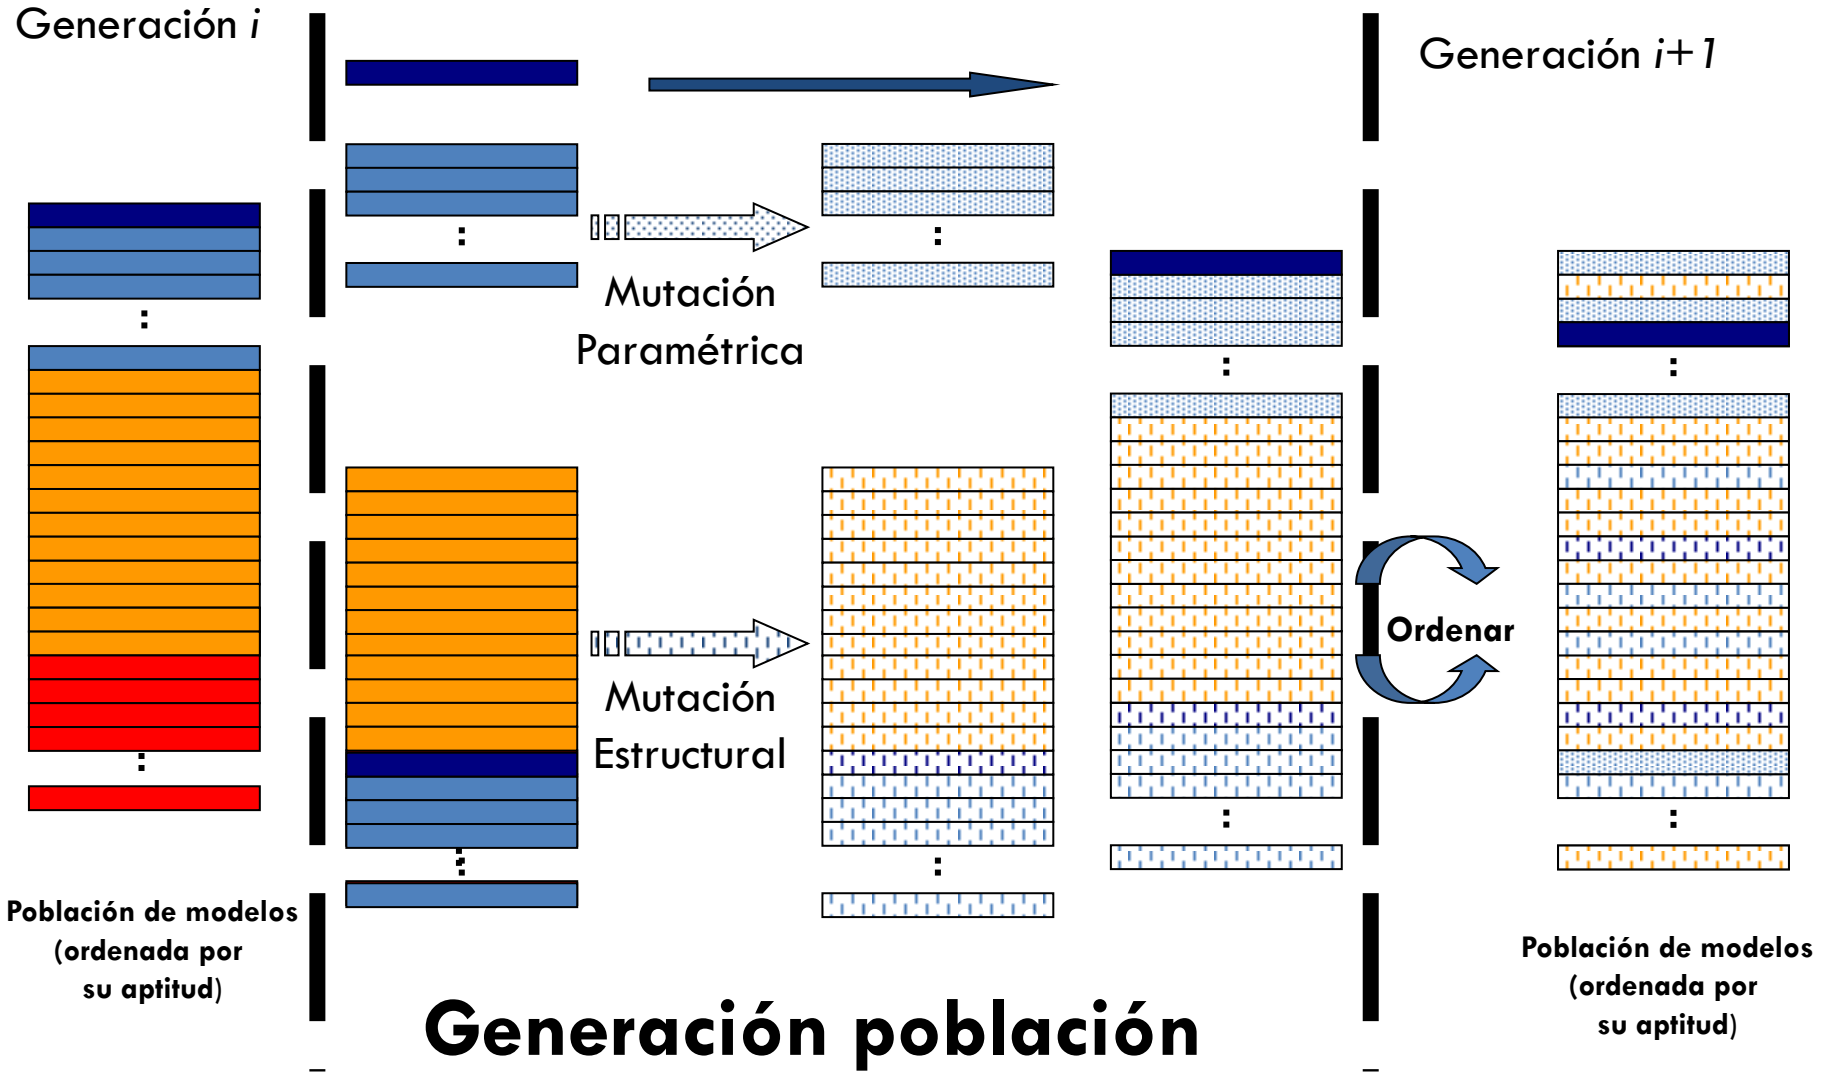 Generación i
Generación i+1
Mutación
Paramétrica
Mutación
Estructural
Ordenar
Población de modelos
(ordenada por
su aptitud)
Población de modelos
(ordenada por
su aptitud)
Generación población